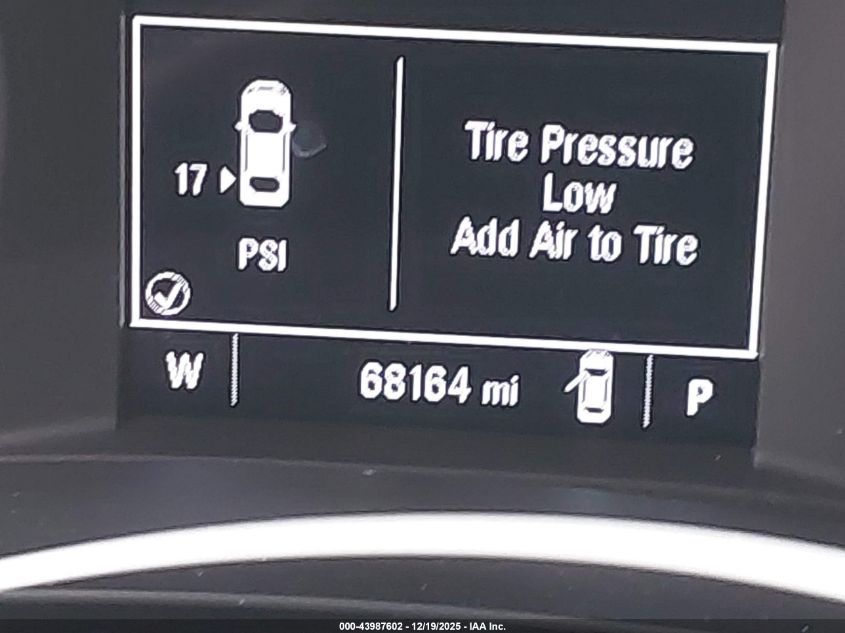 Tire Pressure
Low
Add Air to Tire
17
PSI
W
68164 mi
P
000-43987602 - 12/19/2025 - IAA Inc.